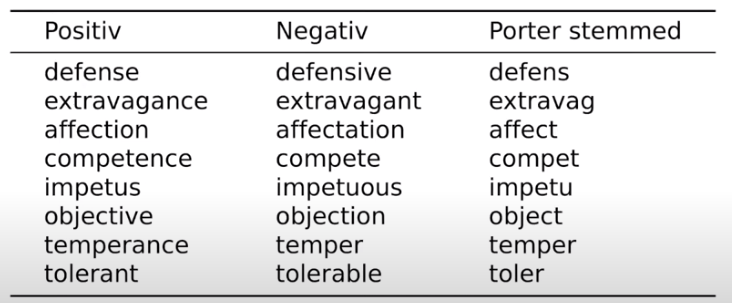 Positiv Negativ Porter stemmed
defense defensive defens
extravagance extravagant extravag
affection affectation affect
competence compete compet
impetus impetuous impetu
objective objection object
temperance temper temper
tolerant tolerable toler